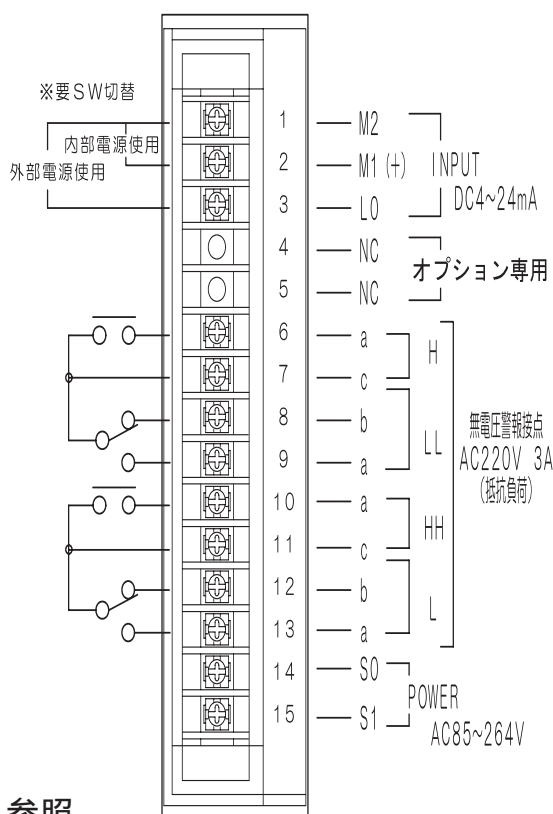 ※要SW切替
内部電源使用
外部電源使用
1 M2
2 M1 (+)
3 LO
INPUT
DC4~24mA
4 NC
5 NC
オプション専用
6 a
7 c
8 b
9 a
10 a
11 c
12 b
13 a
H
LL
HH
L
無電圧警報接点
AC220V 3A
(抵抗負荷)
14 S0
15 S1
POWER
AC85~264V
参照